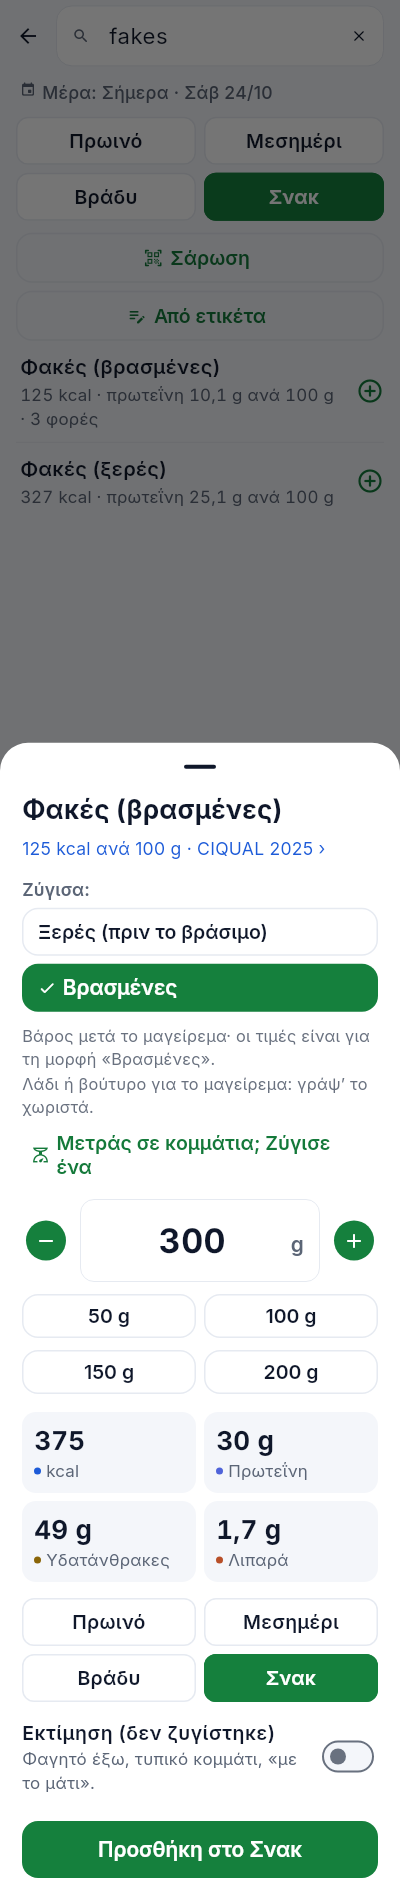 fakes
Μέρα: Σήμερα · Σάβ 24/10
Πρωινό
Μεσημέρι
Βράδυ
Σνακ
Σάρωση
Από ετικέτα
Φακές (βρασμένες)
125 kcal · πρωτεΐνη 10,1 g ανά 100 g
· 3 φορές
Φακές (ξερές)
327 kcal · πρωτεΐνη 25,1 g ανά 100 g
Φακές (βρασμένες)
125 kcal ανά 100 g · CIQUAL 2025 ›
Ζύγισα:
Ξερές (πριν το βράσιμο)
Βρασμένες
Βάρος μετά το μαγείρεμα· οι τιμές είναι για
τη μορφή «Βρασμένες».
Λάδι ή βούτυρο για το μαγείρεμα: γράψ’ το
χωριστά.
Μετράς σε κομμάτια; Ζύγισε
ένα
300 g
50 g
100 g
150 g
200 g
375
kcal
30 g
Πρωτεΐνη
49 g
Υδατάνθρακες
1,7 g
Λιπαρά
Πρωινό
Μεσημέρι
Βράδυ
Σνακ
Εκτίμηση (δεν ζυγίστηκε)
Φαγητό έξω, τυπικό κομμάτι, «με
το μάτι».
Προσθήκη στο Σνακ